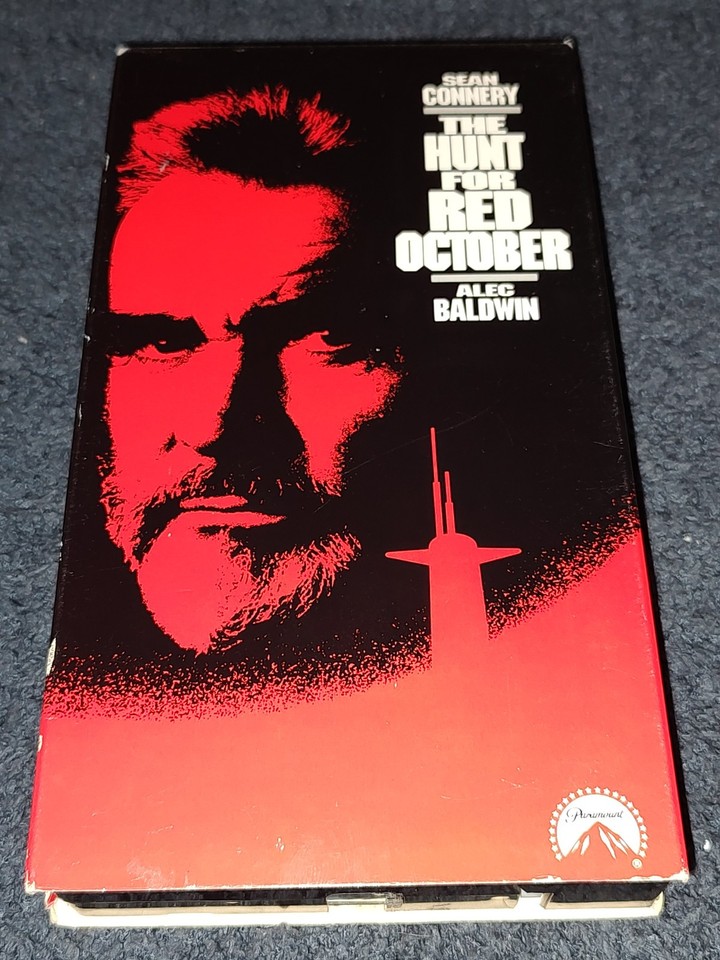 SEAN
CONNERY
THE
HUNT
FOR
RED
OCTOBER
ALEC
BALDWIN
Paramount
®